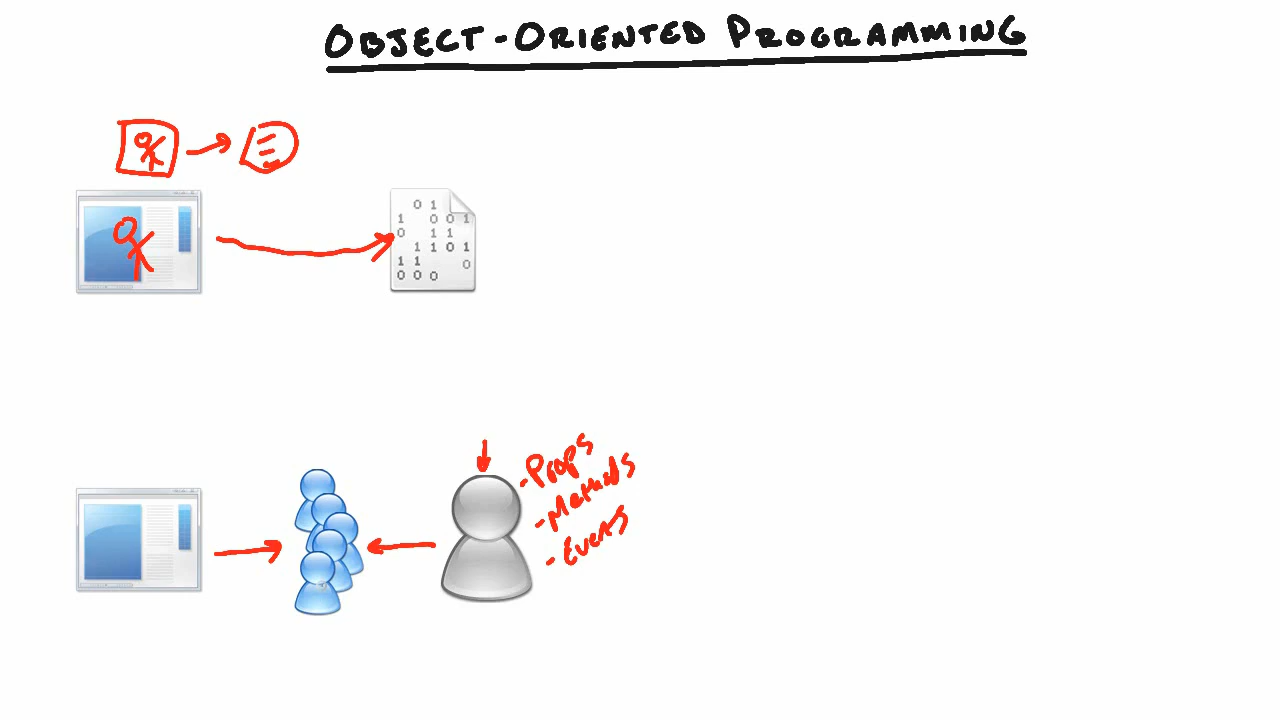 OBJECT-ORIENTED PROGRAMMING
0 1
1 0 0 1
0 1 1
1 1 0 1
1 1 0
0 0 0
- Props
- Methods
- Events